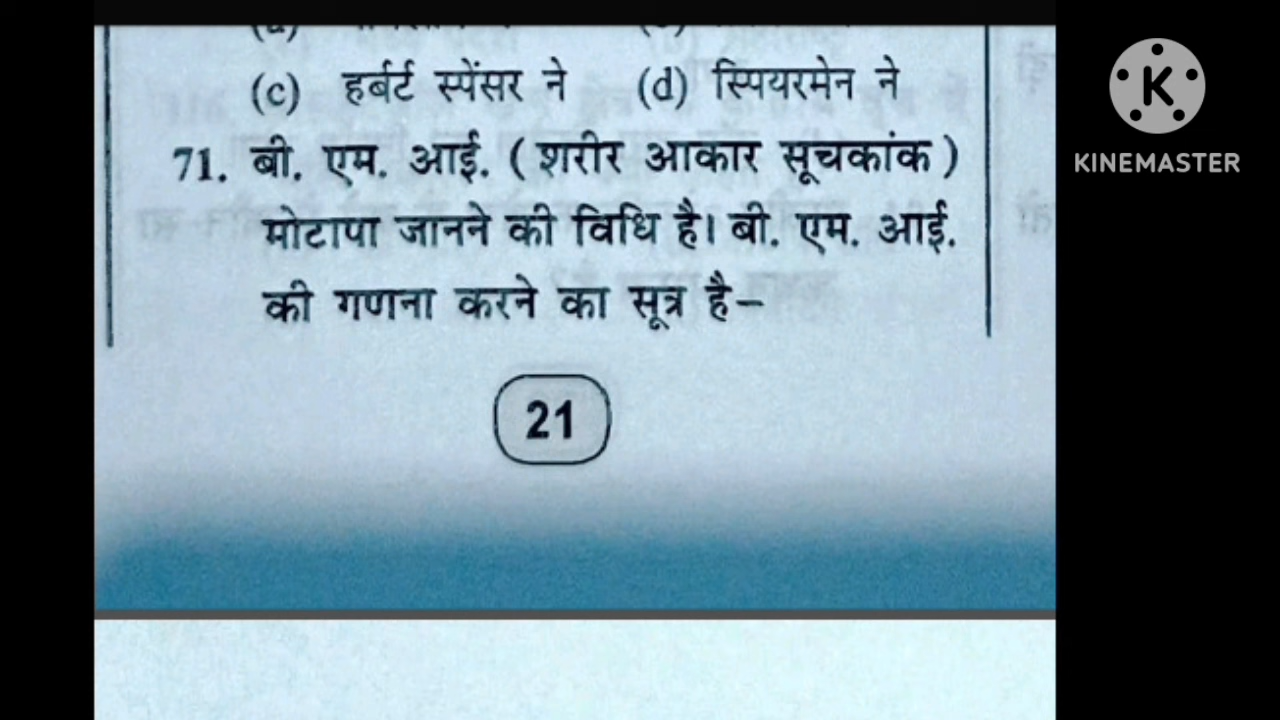 (c) हर्बर्ट स्पेंसर ने (d) स्पियरमेन ने
71. बी. एम. आई. (शरीर आकार सूचकांक)
मोटापा जानने की विधि है। बी. एम. आई.
की गणना करने का सूत्र है–
21
K
KINEMASTER